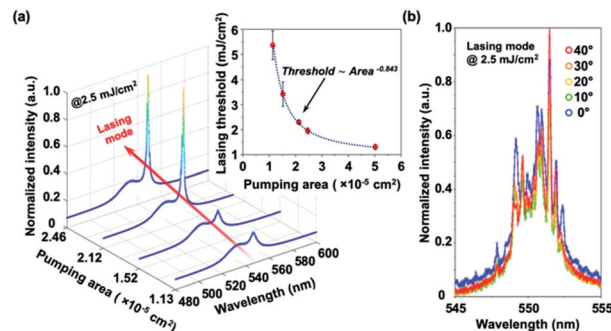 (a)
@2.5 mJ/cm²
Lasing
mode
Normalized intensity (a.u.)
1.0
0.8
0.6
0.4
0.2
0.0
2.46
2.12
1.52
1.13
Pumping area ( ×10⁻⁵ cm²)
480 500 520 540 560 580 600
Wavelength (nm)
Lasing threshold (mJ/cm²)
6
5
4
3
2
1
Threshold ~ Area⁻⁰·⁸⁴³
0 2 4 6
Pumping area ( ×10⁻⁵ cm²)
(b)
Normalized intensity (a.u.)
1.0
0.8
0.6
0.4
0.2
0.0
Lasing mode
@ 2.5 mJ/cm²
40°
30°
20°
10°
0°
545 550 555
Wavelength (nm)